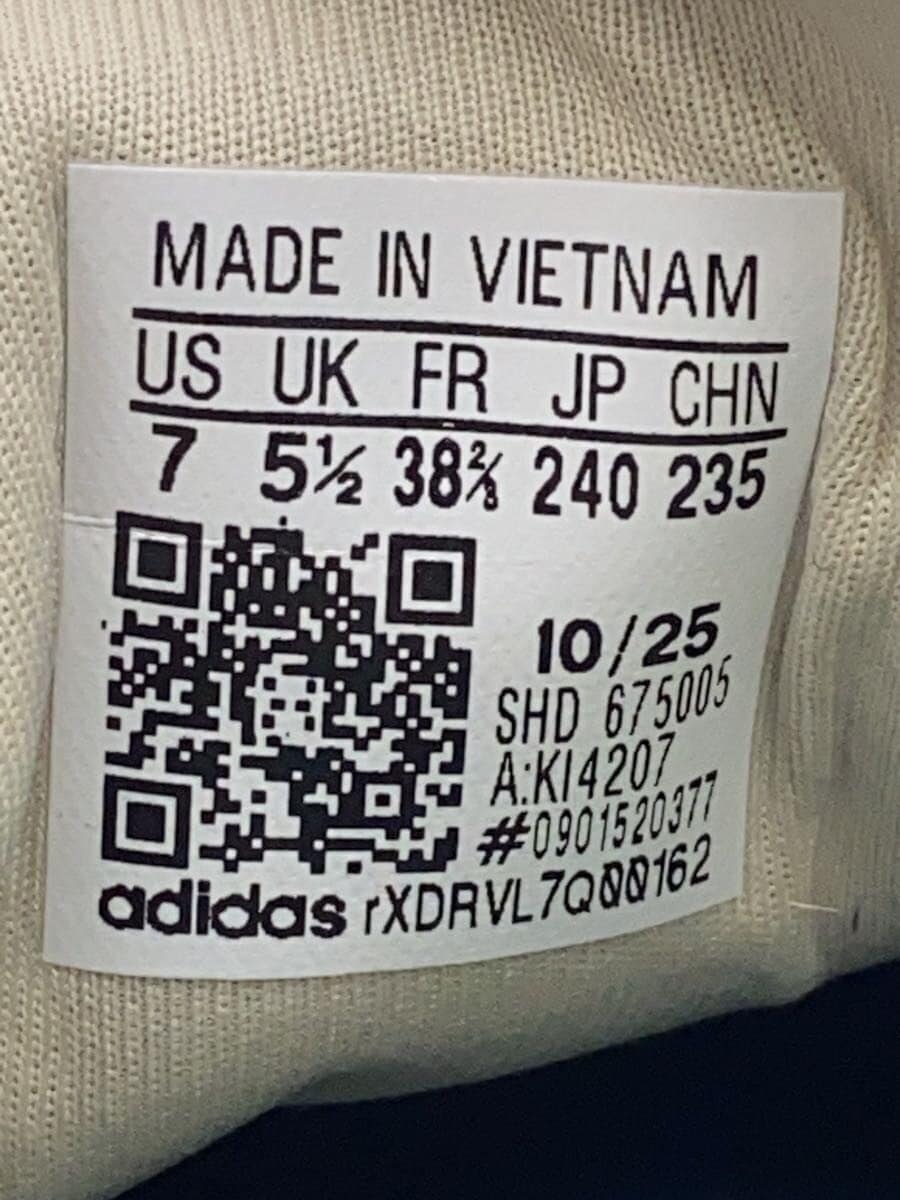 MADE IN VIETNAM
US UK FR JP CHN
7 5½ 38⅔ 240 235
10/25
SHD 675005
A:KI4207
#0901520377
adidas rXDRVL7Q00162